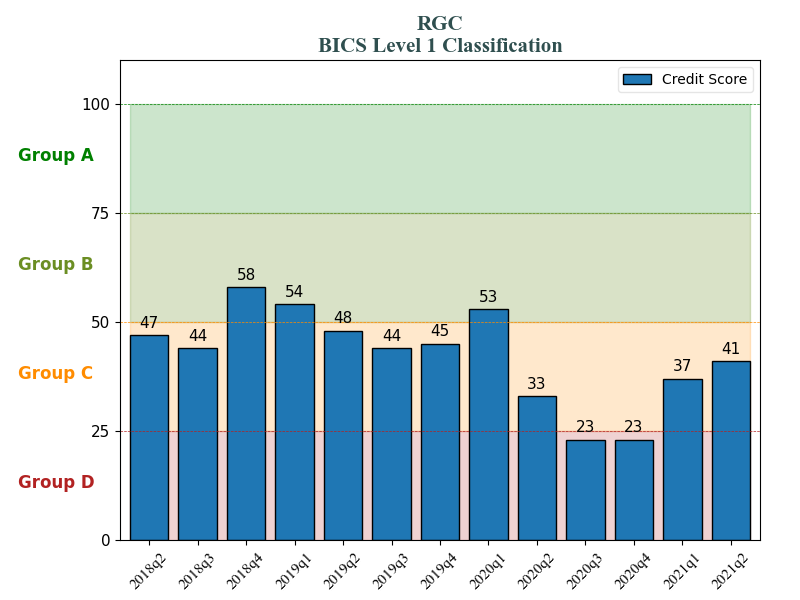 RGC
BICS Level 1 Classification
Credit Score
100
Group A
75
Group B
58
54
53
50
47
48
44
44
45
41
37
Group C
33
25
23
23
Group D
0
2018q2
2018q3
2018q4
2019q1
2019q2
2019q3
2019q4
2020q1
2020q2
2020q3
2020q4
2021q1
2021q2